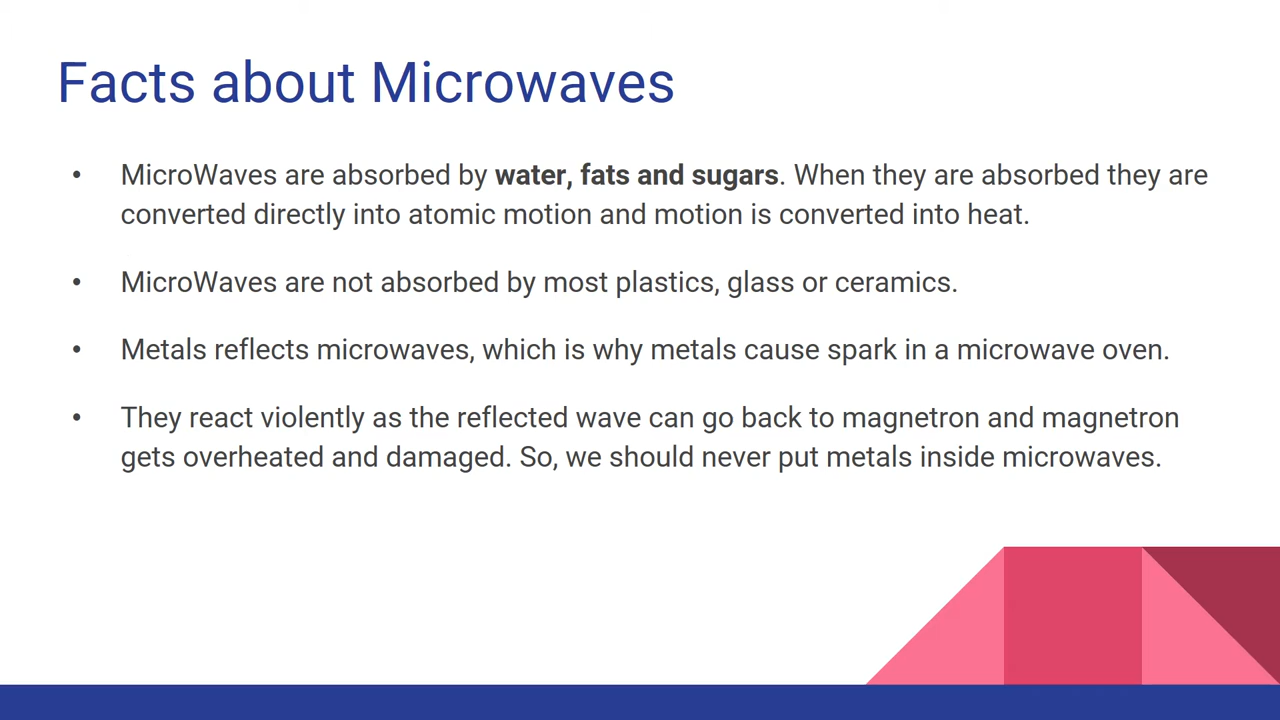 Facts about Microwaves
• MicroWaves are absorbed by water, fats and sugars. When they are absorbed they are
converted directly into atomic motion and motion is converted into heat.
• MicroWaves are not absorbed by most plastics, glass or ceramics.
• Metals reflects microwaves, which is why metals cause spark in a microwave oven.
• They react violently as the reflected wave can go back to magnetron and magnetron
gets overheated and damaged. So, we should never put metals inside microwaves.